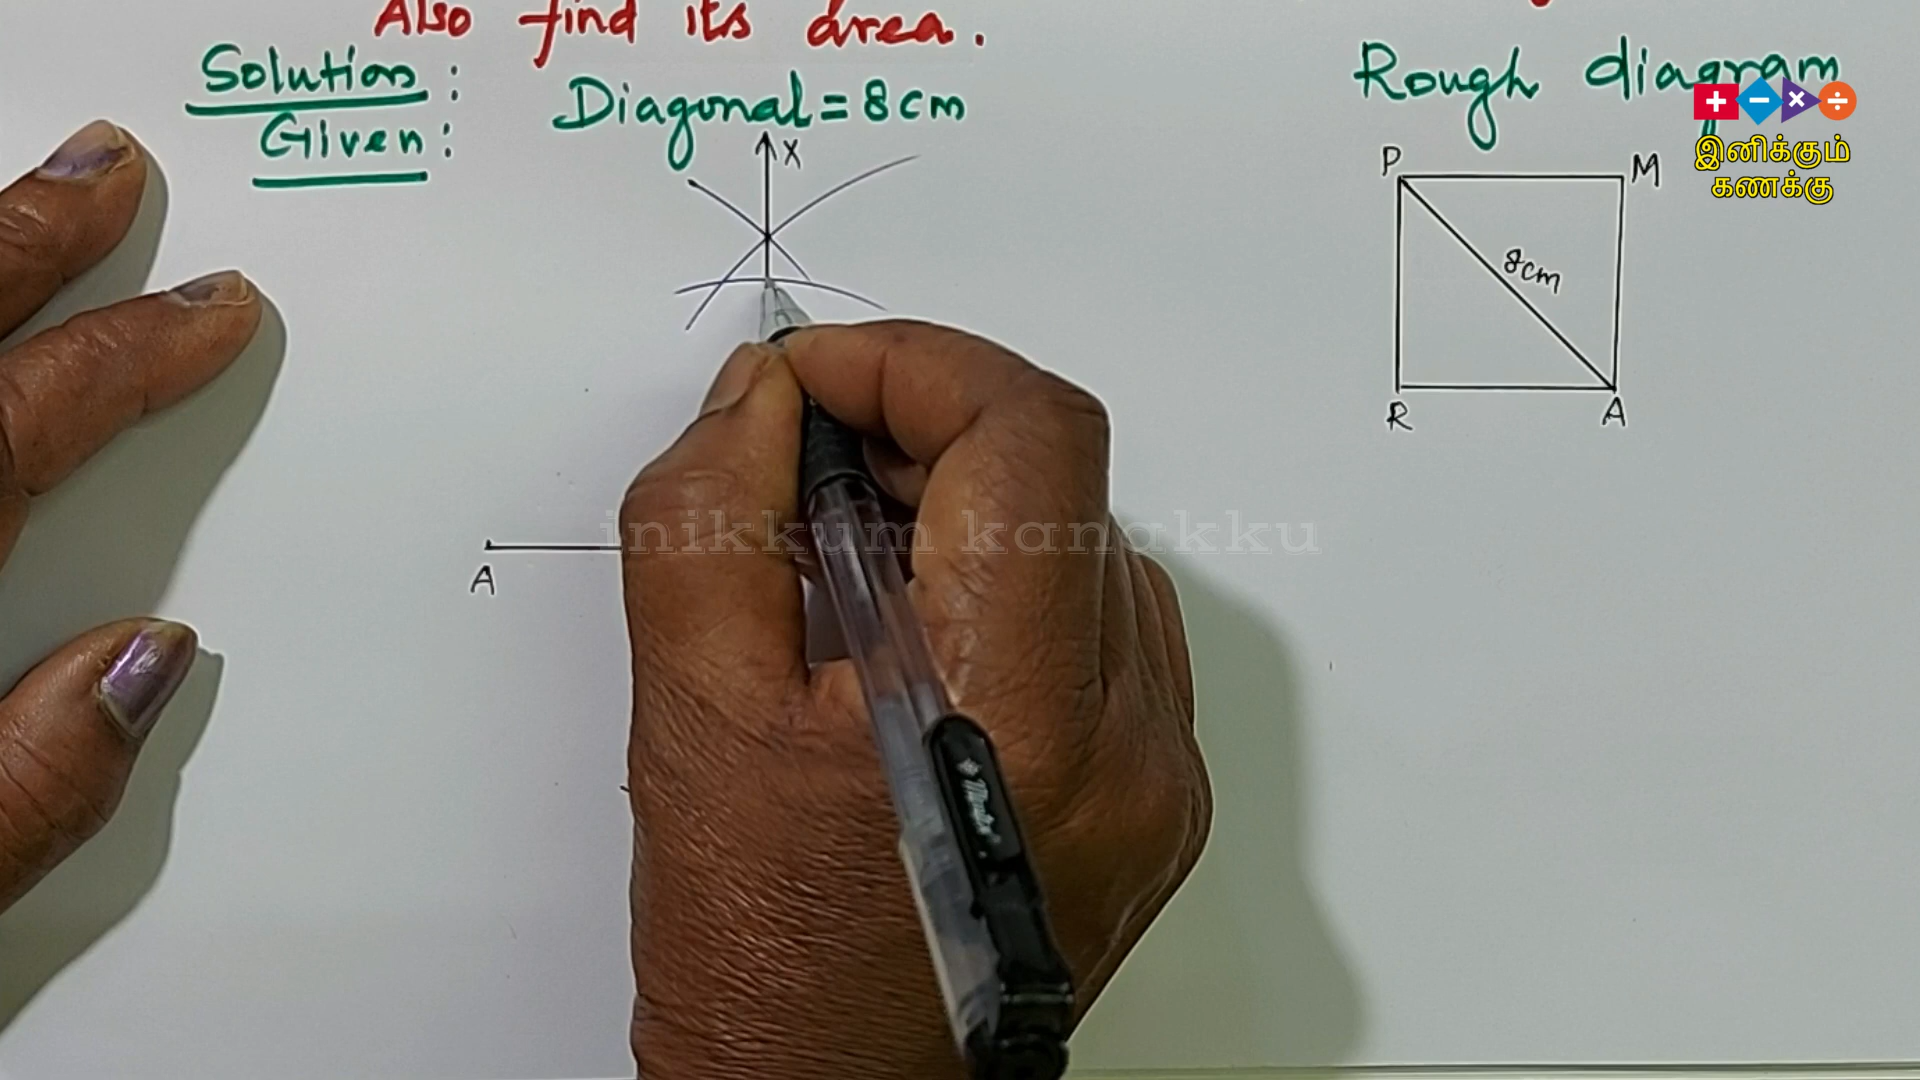 Also find its area.
Solution:
Given: Diagonal = 8 cm
Rough diagram
+ − × ÷
இனிக்கும்
கணக்கு
X
P M
8cm
R A
inikkum kanakku
A